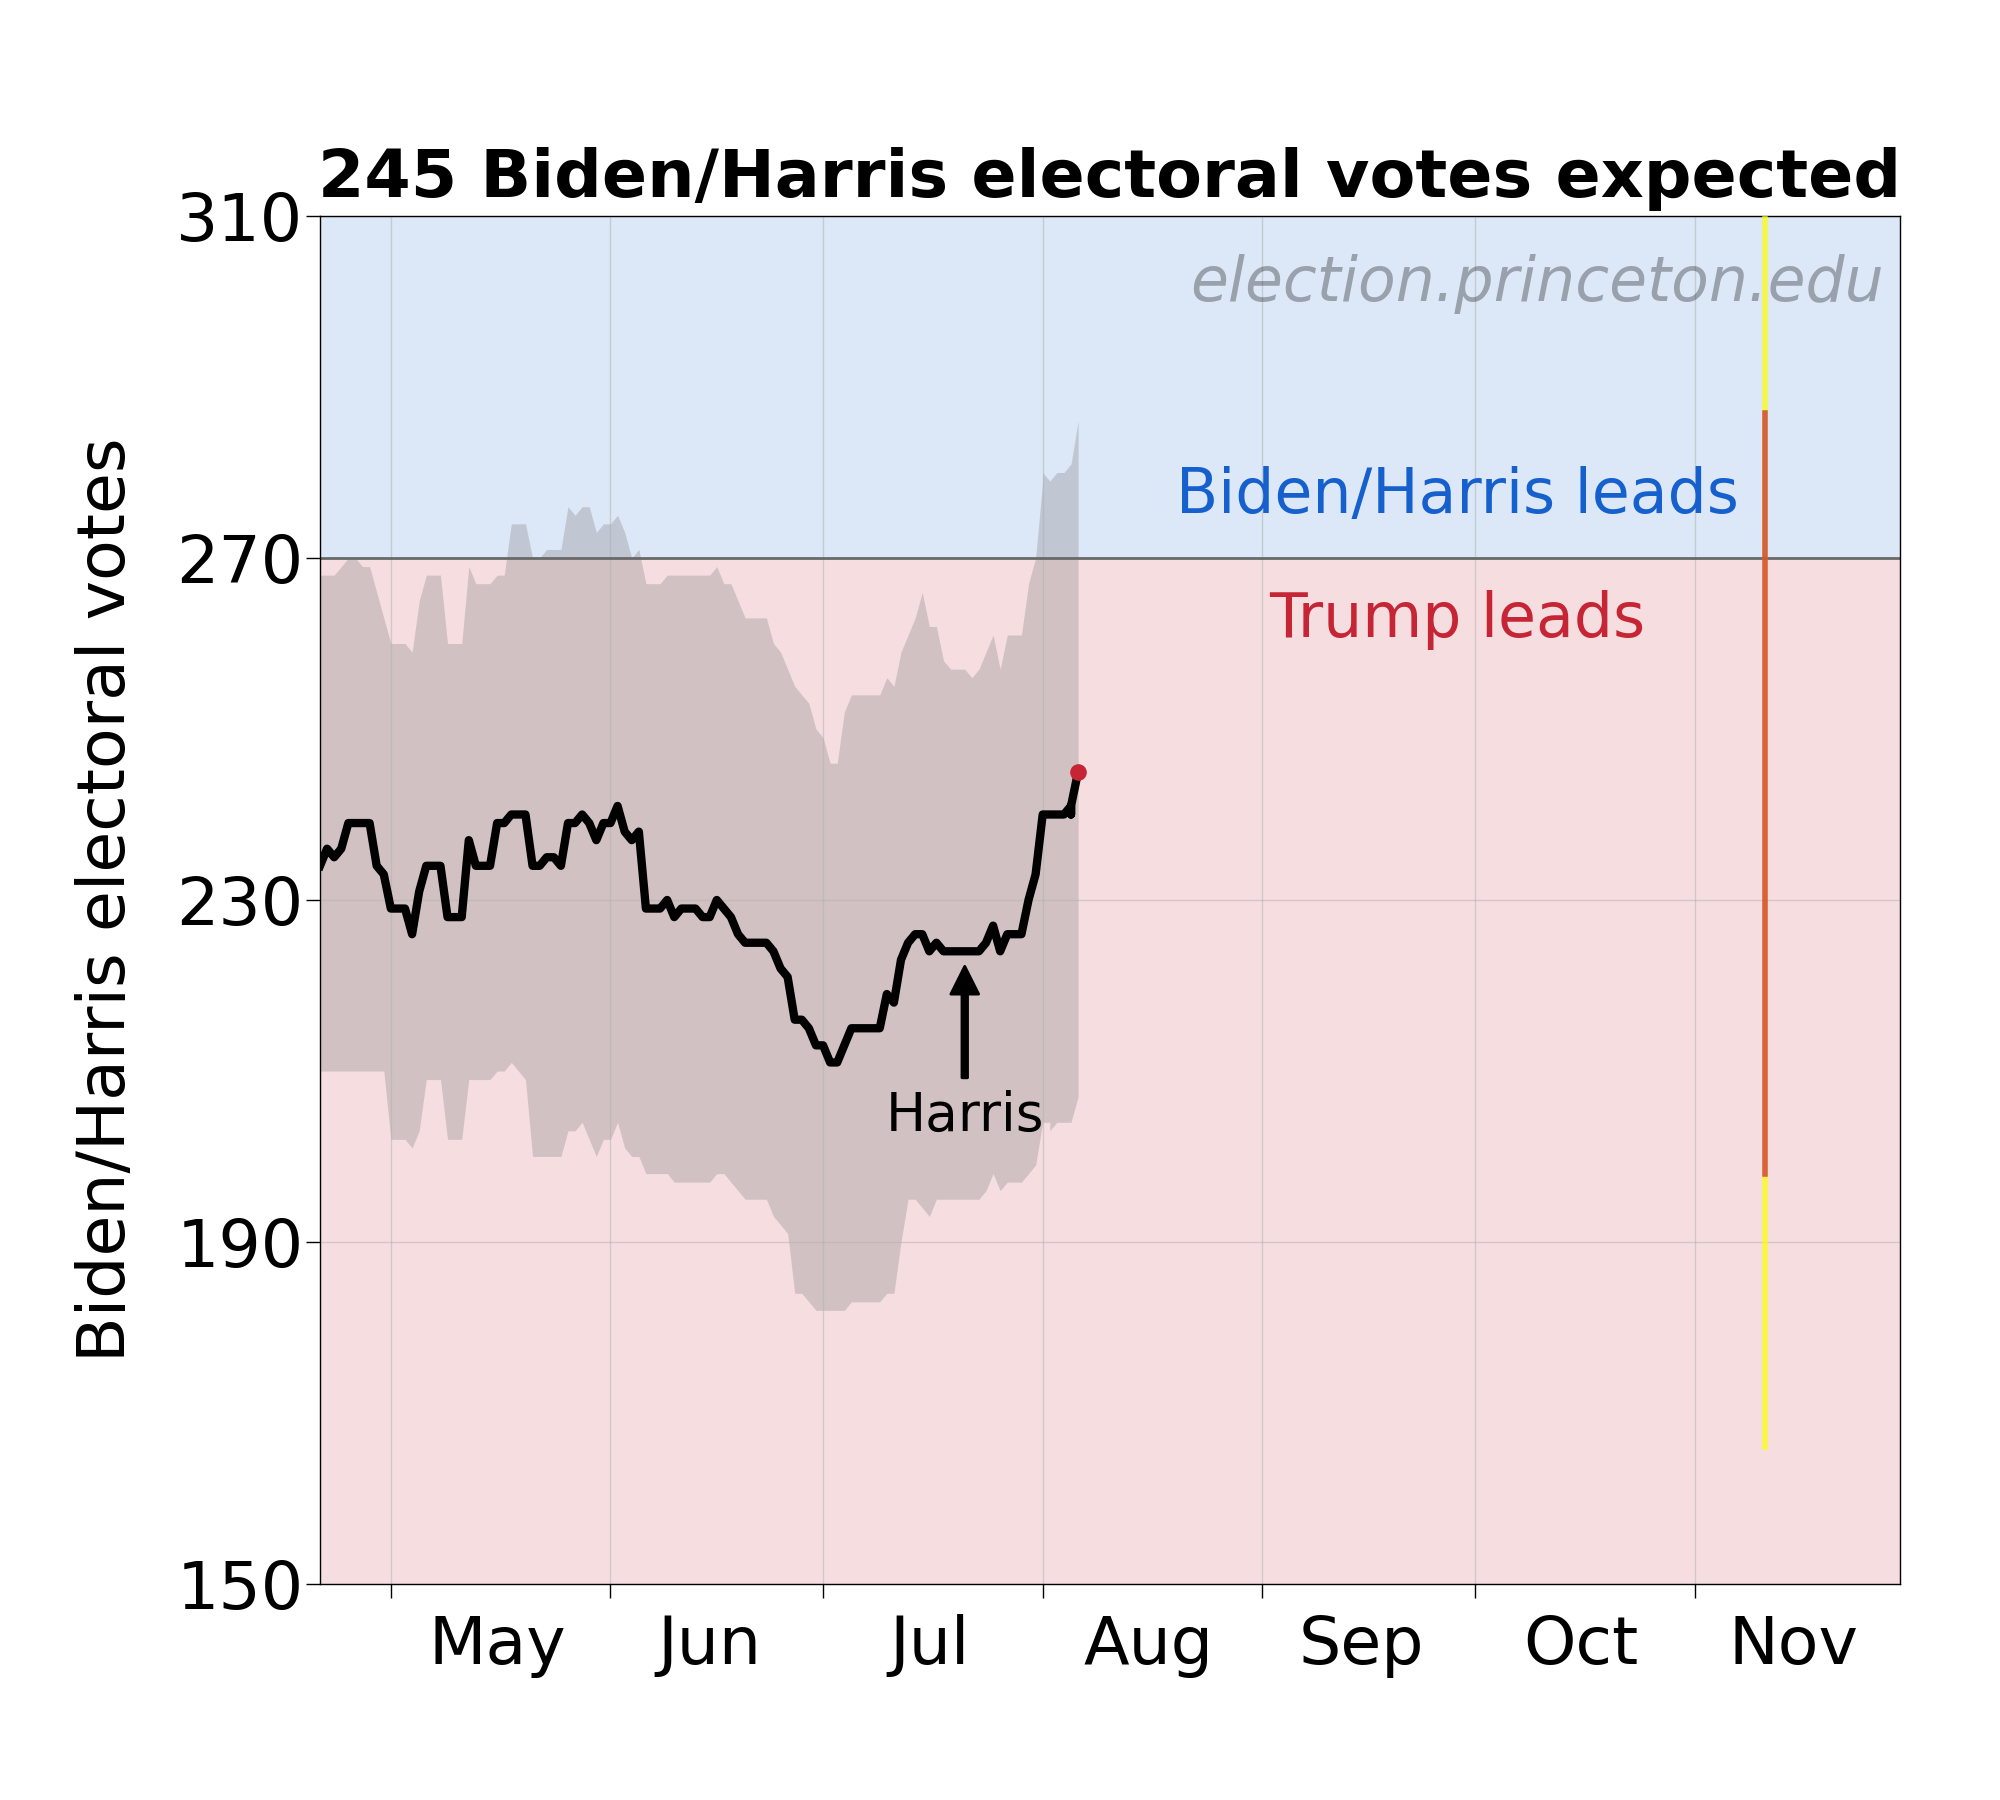 245 Biden/Harris electoral votes expected
310
election.princeton.edu
Biden/Harris leads
270
Trump leads
Biden/Harris electoral votes
230
Harris
190
150
May Jun Jul Aug Sep Oct Nov